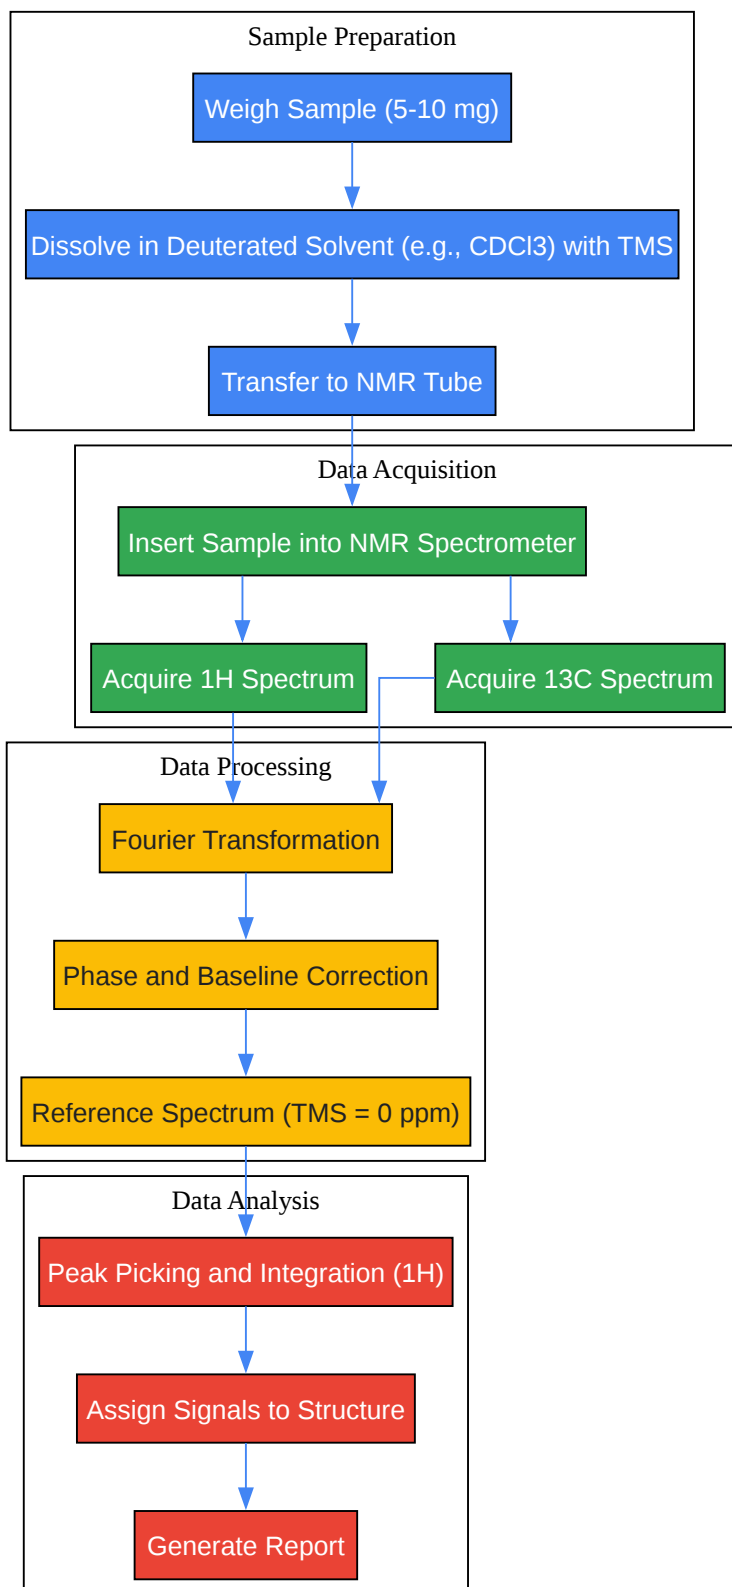 Sample Preparation
Weigh Sample (5-10 mg)
Dissolve in Deuterated Solvent (e.g., CDCl3) with TMS
Transfer to NMR Tube
Data Acquisition
Insert Sample into NMR Spectrometer
Acquire 1H Spectrum
Acquire 13C Spectrum
Data Processing
Fourier Transformation
Phase and Baseline Correction
Reference Spectrum (TMS = 0 ppm)
Data Analysis
Peak Picking and Integration (1H)
Assign Signals to Structure
Generate Report